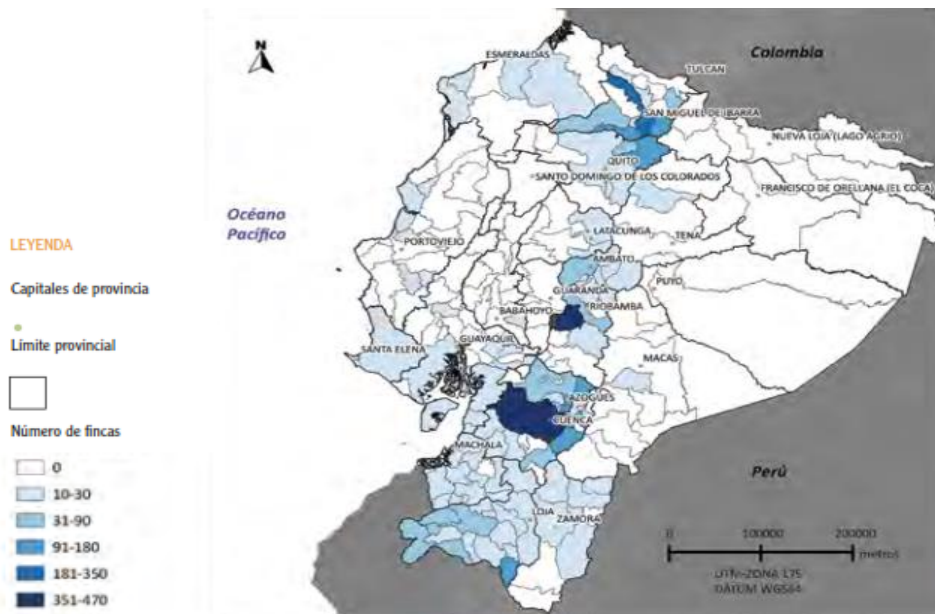 N
Colombia
ESMERALDAS
TULCAN
SAN MIGUEL DE IBARRA
NUEVA LOJA (LAGO AGRIO)
QUITO
SANTO DOMINGO DE LOS COLORADOS
FRANCISCO DE ORELLANA (EL COCA)
Océano
Pacífico
LATACUNGA
TENA
PORTOVIEJO
AMBATO
PUYO
GUARANDA
RIOBAMBA
BABAHOYO
GUAYAQUIL
SANTA ELENA
MACAS
AZOGUES
CUENCA
MACHALA
Perú
LOJA
ZAMORA
0 100000 200000
metros
UTM-ZONA 17S
DATUM WGS84
LEYENDA
Capitales de provincia
Límite provincial
Número de fincas
0
10-30
31-90
91-180
181-350
351-470